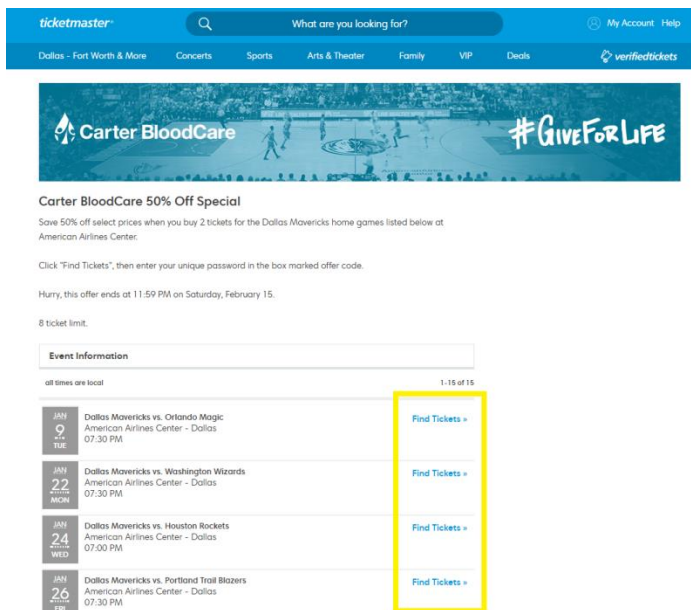 ticketmaster®
What are you looking for?
My Account Help
Dallas - Fort Worth & More Concerts Sports Arts & Theater Family VIP Deals verifiedtickets
Carter BloodCare
#GIVEFORLIFE
Carter BloodCare 50% Off Special
Save 50% off select prices when you buy 2 tickets for the Dallas Mavericks home games listed below at
American Airlines Center.
Click "Find Tickets", then enter your unique password in the box marked offer code.
Hurry, this offer ends at 11:59 PM on Saturday, February 15.
8 ticket limit.
Event Information
all times are local 1-15 of 15
JAN
9
TUE
Dallas Mavericks vs. Orlando Magic
American Airlines Center - Dallas
07:30 PM
Find Tickets »
JAN
22
MON
Dallas Mavericks vs. Washington Wizards
American Airlines Center - Dallas
07:30 PM
Find Tickets »
JAN
24
WED
Dallas Mavericks vs. Houston Rockets
American Airlines Center - Dallas
07:00 PM
Find Tickets »
JAN
26
FRI
Dallas Mavericks vs. Portland Trail Blazers
American Airlines Center - Dallas
07:30 PM
Find Tickets »